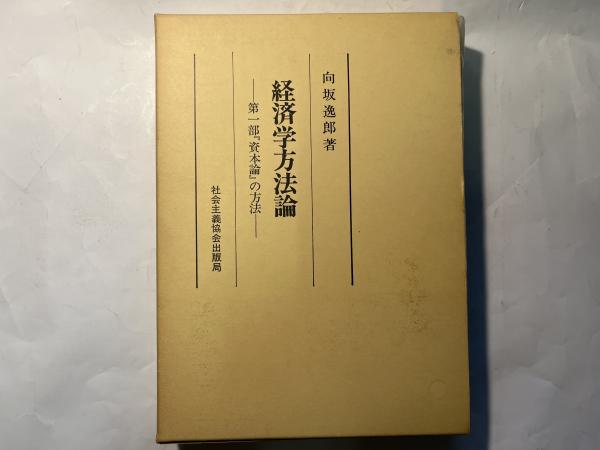 向坂逸郎著
経済学方法論
―第一部『資本論』の方法―
社会主義協会出版局